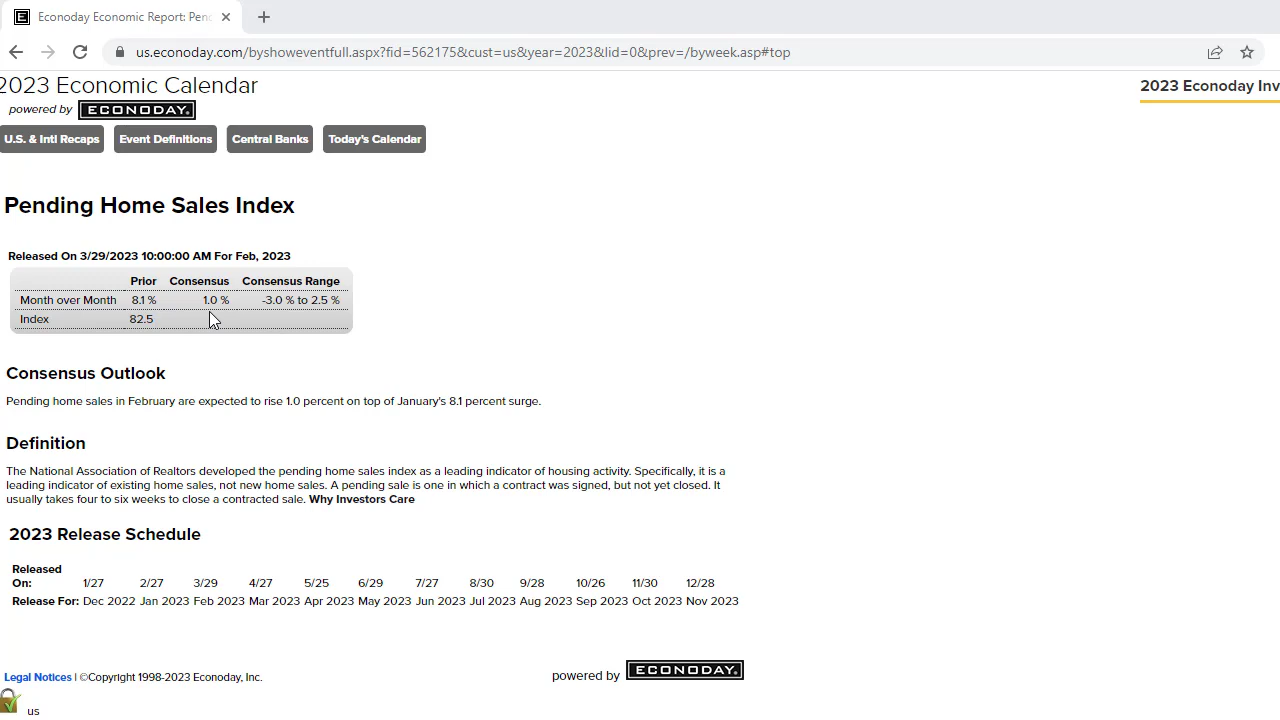 Econoday Economic Report: Pend
us.econoday.com/byshoweventfull.aspx?fid=562175&cust=us&year=2023&lid=0&prev=/byweek.asp#top
2023 Economic Calendar
2023 Econoday Inv
powered by ECONODAY.
U.S. & Intl Recaps Event Definitions Central Banks Today's Calendar
Pending Home Sales Index
Released On 3/29/2023 10:00:00 AM For Feb, 2023
Prior Consensus Consensus Range
Month over Month 8.1 % 1.0 % -3.0 % to 2.5 %
Index 82.5
Consensus Outlook
Pending home sales in February are expected to rise 1.0 percent on top of January's 8.1 percent surge.
Definition
The National Association of Realtors developed the pending home sales index as a leading indicator of housing activity. Specifically, it is a
leading indicator of existing home sales, not new home sales. A pending sale is one in which a contract was signed, but not yet closed. It
usually takes four to six weeks to close a contracted sale. Why Investors Care
2023 Release Schedule
Released
On: 1/27 2/27 3/29 4/27 5/25 6/29 7/27 8/30 9/28 10/26 11/30 12/28
Release For: Dec 2022 Jan 2023 Feb 2023 Mar 2023 Apr 2023 May 2023 Jun 2023 Jul 2023 Aug 2023 Sep 2023 Oct 2023 Nov 2023
powered by ECONODAY.
Legal Notices | ©Copyright 1998-2023 Econoday, Inc.
us